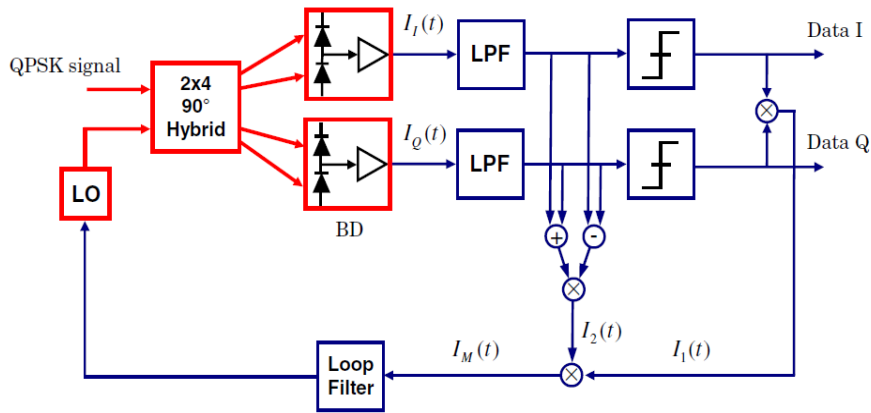 I_I(t)
Data I
QPSK signal
2x4
90°
Hybrid
LPF
×
I_Q(t)
Data Q
LPF
LO
BD
+
-
×
I_2(t)
I_1(t)
I_M(t)
Loop
Filter
×